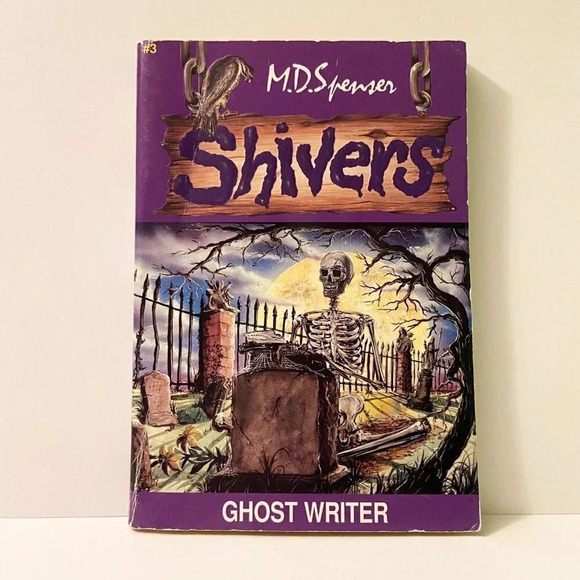 #3
M.D.Spenser
Shivers
GHOST WRITER